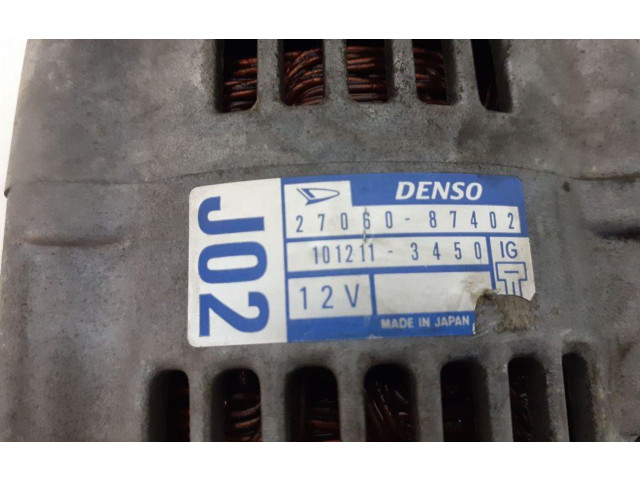 DENSO
27060-87402
101211-3450 IG
12V
MADE IN JAPAN
J02